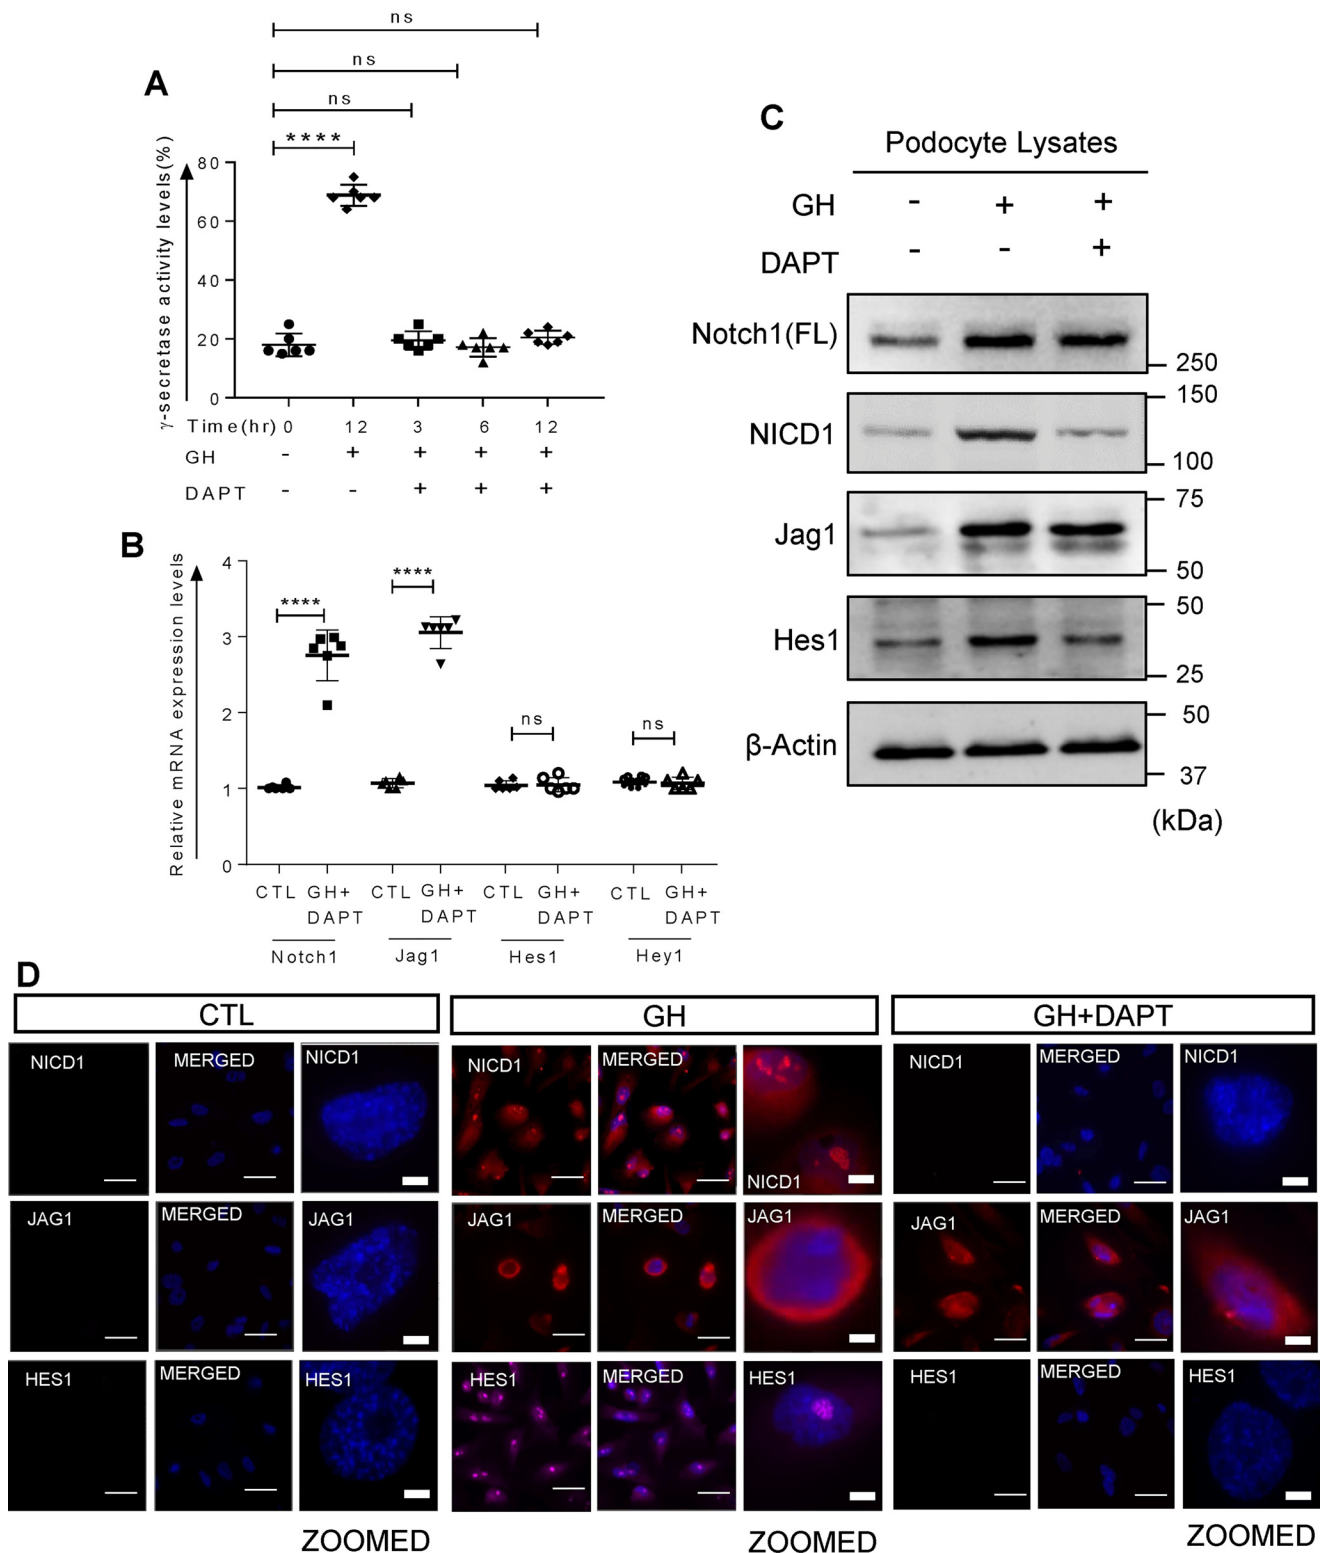 ns
ns
A
ns
****
γ-secretase activity levels(%)
80
60
40
20
0
Time(hr) 0 12 3 6 12
GH - + + + +
DAPT - - + + +
B
Relative mRNA expression levels
4
3
2
1
0
****
****
ns
ns
CTL GH+ DAPT CTL GH+ DAPT CTL GH+ DAPT CTL GH+ DAPT
Notch1 Jag1 Hes1 Hey1
C
Podocyte Lysates
GH - + +
DAPT - - +
Notch1(FL)
250
NICD1
150
100
Jag1
75
50
Hes1
50
25
β-Actin
50
37
(kDa)
D
CTL GH GH+DAPT
NICD1 MERGED NICD1 NICD1 MERGED NICD1 NICD1 MERGED NICD1
JAG1 MERGED JAG1 JAG1 MERGED JAG1 JAG1 MERGED JAG1
HES1 MERGED HES1 HES1 MERGED HES1 HES1 MERGED HES1
ZOOMED ZOOMED ZOOMED